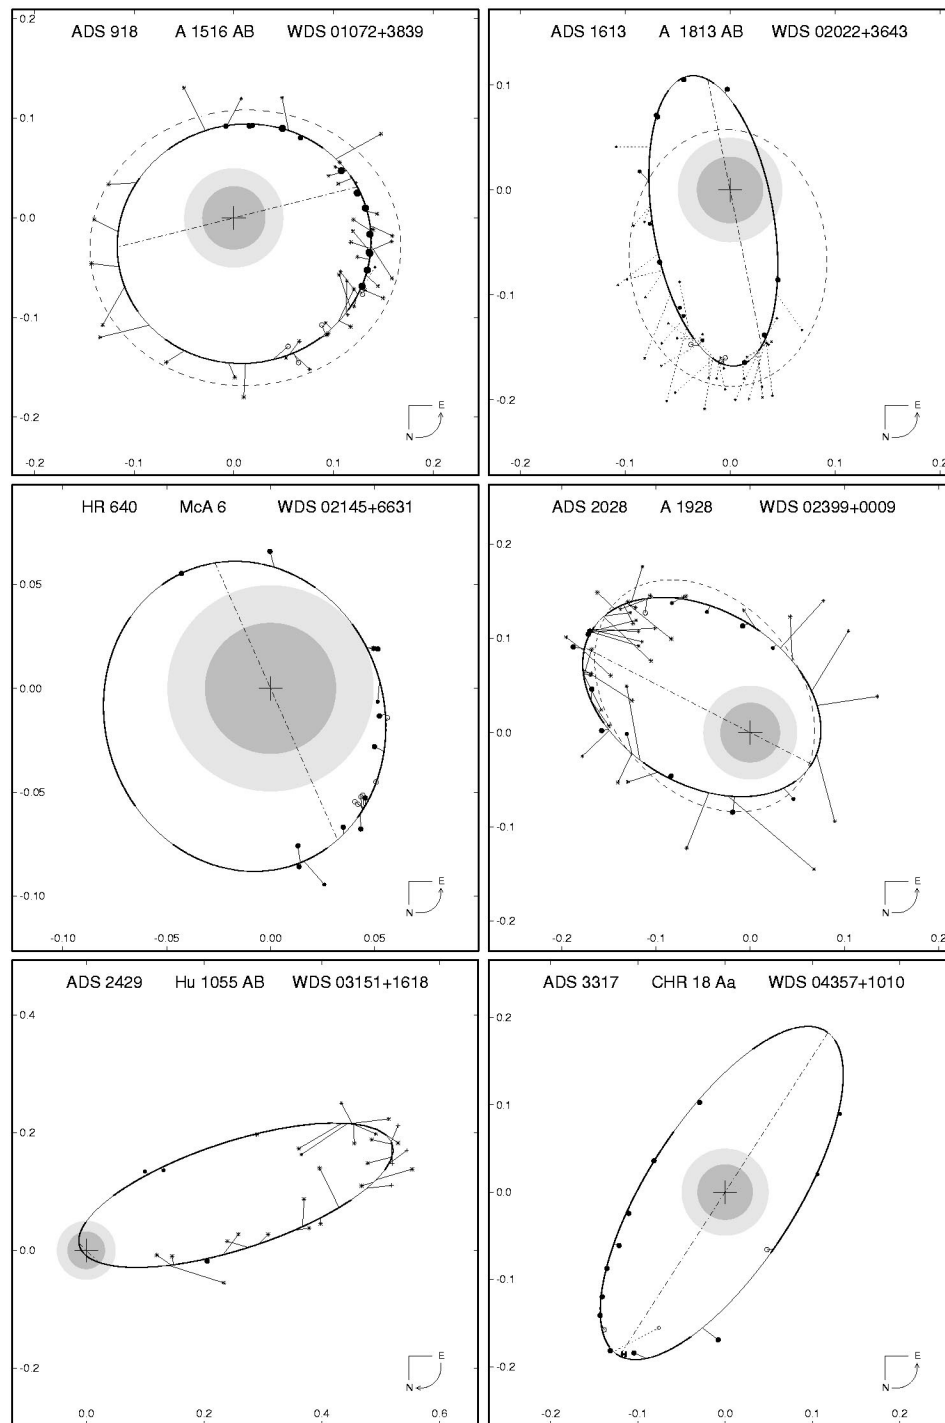 ADS 918 A 1516 AB WDS 01072+3839
0.2
0.1
0.0
-0.1
-0.2
E
N
-0.2 -0.1 0.0 0.1 0.2
ADS 1613 A 1813 AB WDS 02022+3643
0.1
0.0
-0.1
-0.2
E
N
-0.2 -0.1 0.0 0.1 0.2
HR 640 McA 6 WDS 02145+6631
0.05
0.00
-0.05
-0.10
E
N
-0.10 -0.05 0.00 0.05
ADS 2028 A 1928 WDS 02399+0009
0.2
0.1
0.0
-0.1
-0.2
E
N
-0.2 -0.1 0.0 0.1 0.2
ADS 2429 Hu 1055 AB WDS 03151+1618
0.4
0.2
0.0
-0.2
E
N
0.0 0.2 0.4 0.6
ADS 3317 CHR 18 Aa WDS 04357+1010
0.2
0.1
0.0
-0.1
-0.2
H
E
N
-0.2 -0.1 0.0 0.1 0.2